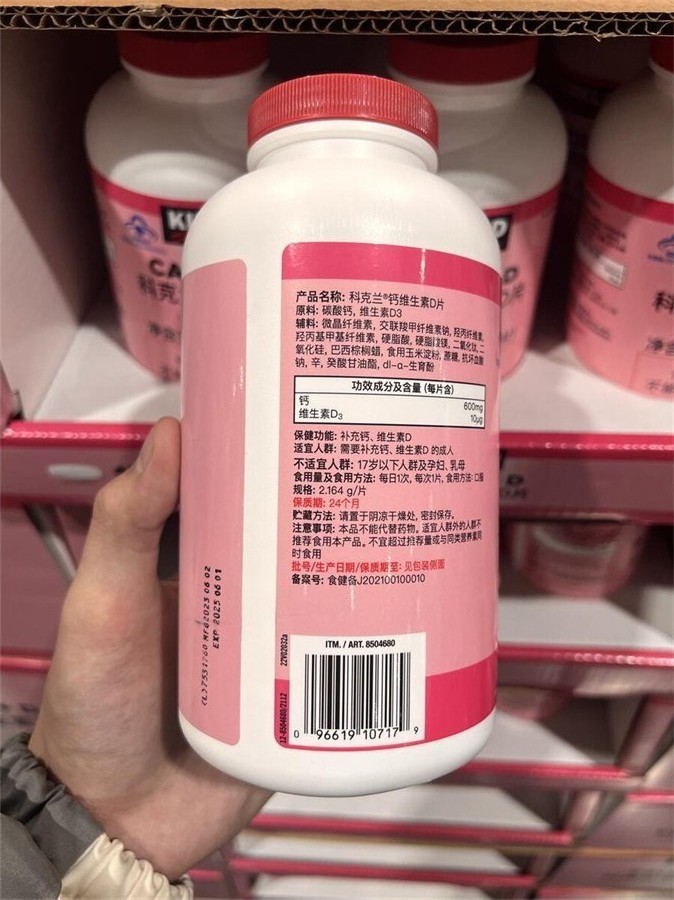 产品名称: 科克兰®钙维生素D片
原料: 碳酸钙, 维生素D3
辅料: 微晶纤维素, 交联羧甲纤维素钠, 羟丙纤维素,
羟丙基甲基纤维素, 硬脂酸, 硬脂酸镁, 二氧化钛, 二
氧化硅, 巴西棕榈蜡, 食用玉米淀粉, 蔗糖, 抗坏血酸
钠, 辛, 癸酸甘油酯, dl-α-生育酚
功效成分及含量 (每片含)
钙 600mg
维生素D3 10μg
保健功能: 补充钙、维生素D
适宜人群: 需要补充钙、维生素D 的成人
不适宜人群: 17岁以下人群及孕妇、乳母
食用量及食用方法: 每日1次, 每次1片, 食用方法: 口服
规格: 2.164 g/片
保质期: 24个月
贮藏方法: 请置于阴凉干燥处, 密封保存。
注意事项: 本品不能代替药物。适宜人群外的人群不
推荐食用本产品。不宜超过推荐量或与同类营养素同
时食用
批号/生产日期/保质期至: 见包装侧面
备案号: 食健备J202100100010
ITM. / ART. 8504680
0 96619 10717 9
22V02032a
MFG2023 06 02
EXP 2025 06 01
KI
CA
科克
净含